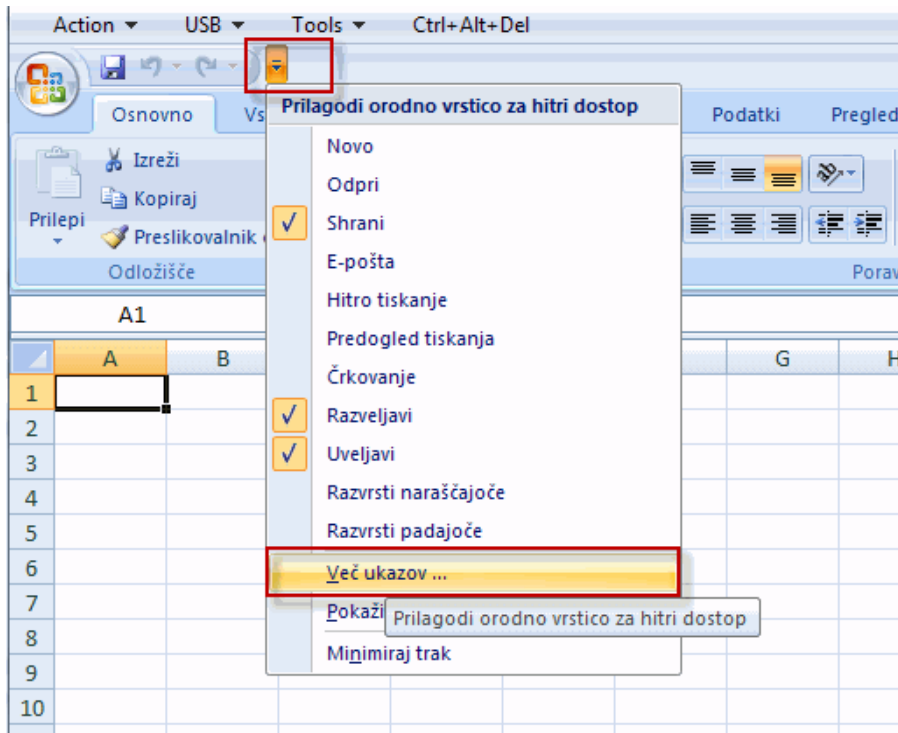 Action USB Tools Ctrl+Alt+Del
Prilagodi orodno vrstico za hitri dostop
Osnovno Podatki Pregled
Izreži
Kopiraj
Prilepi
Preslikovalnik
Odložišče
Novo
Odpri
Shrani
E-pošta
Hitro tiskanje
Predogled tiskanja
Črkovanje
Razveljavi
Uveljavi
Razvrsti naraščajoče
Razvrsti padajoče
Več ukazov ...
Pokaži
Prilagodi orodno vrstico za hitri dostop
Minimiraj trak
A1
A B G H
1
2
3
4
5
6
7
8
9
10